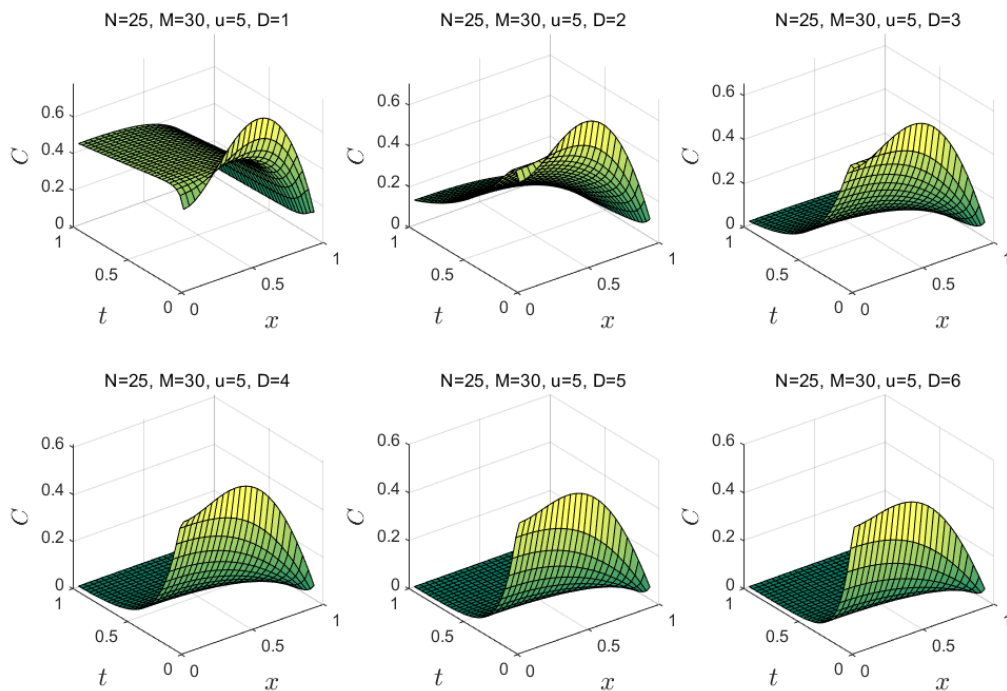 N=25, M=30, u=5, D=1
0.6
0.4
0.2
0
C
1
0.5
0
t
0
0.5
1
x
N=25, M=30, u=5, D=2
0.6
0.4
0.2
0
C
1
0.5
0
t
0
0.5
1
x
N=25, M=30, u=5, D=3
0.6
0.4
0.2
0
C
1
0.5
0
t
0
0.5
1
x
N=25, M=30, u=5, D=4
0.6
0.4
0.2
0
C
1
0.5
0
t
0
0.5
1
x
N=25, M=30, u=5, D=5
0.6
0.4
0.2
0
C
1
0.5
0
t
0
0.5
1
x
N=25, M=30, u=5, D=6
0.6
0.4
0.2
0
C
1
0.5
0
t
0
0.5
1
x